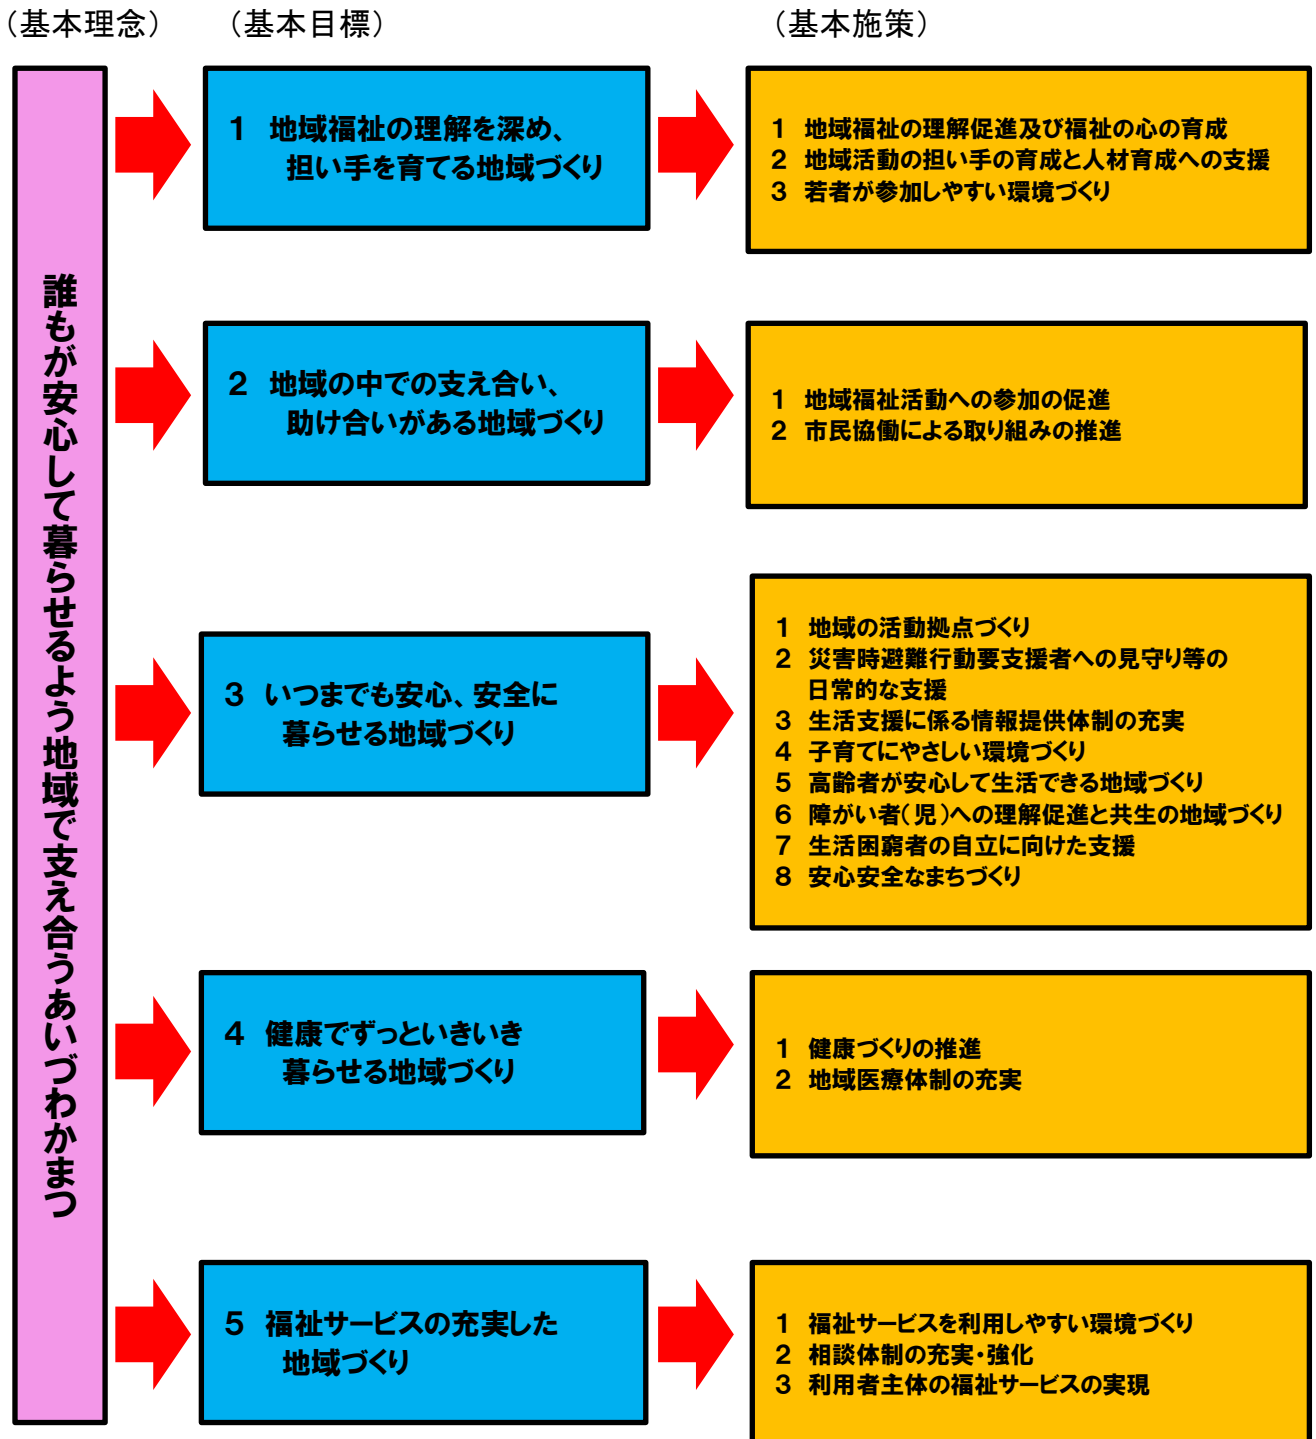 （基本理念）
（基本目標）
（基本施策）
誰もが安心して暮らせるよう地域で支え合うあいづわかまつ
１　地域福祉の理解を深め、
担い手を育てる地域づくり
１　地域福祉の理解促進及び福祉の心の育成
２　地域活動の担い手の育成と人材育成への支援
３　若者が参加しやすい環境づくり
２　地域の中での支え合い、
助け合いがある地域づくり
１　地域福祉活動への参加の促進
２　市民協働による取り組みの推進
３　いつまでも安心、安全に
暮らせる地域づくり
１　地域の活動拠点づくり
２　災害時避難行動要支援者への見守り等の
日常的な支援
３　生活支援に係る情報提供体制の充実
４　子育てにやさしい環境づくり
５　高齢者が安心して生活できる地域づくり
６　障がい者（児）への理解促進と共生の地域づくり
７　生活困窮者の自立に向けた支援
８　安心安全なまちづくり
４　健康でずっといきいき
暮らせる地域づくり
１　健康づくりの推進
２　地域医療体制の充実
５　福祉サービスの充実した
地域づくり
１　福祉サービスを利用しやすい環境づくり
２　相談体制の充実・強化
３　利用者主体の福祉サービスの実現